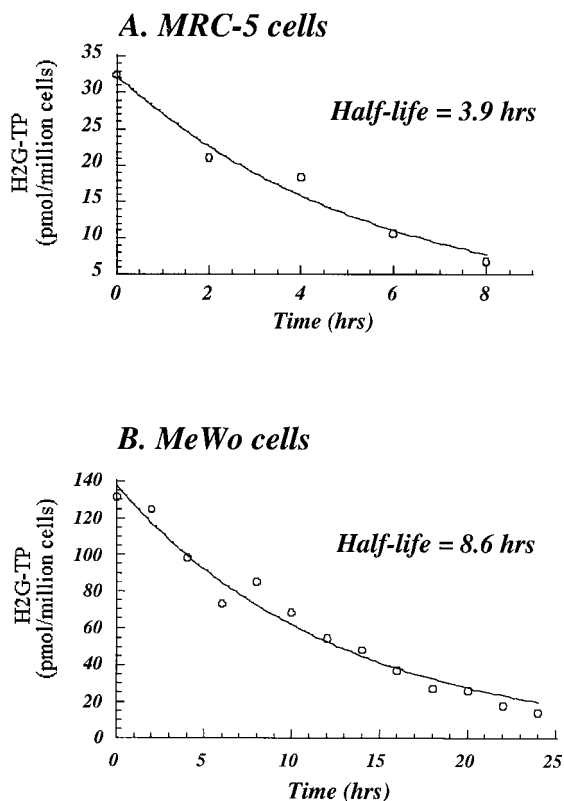 A. MRC-5 cells
Half-life = 3.9 hrs
H2G-TP
(pmol/million cells)
35
30
25
20
15
10
5
0 2 4 6 8
Time (hrs)
B. MeWo cells
Half-life = 8.6 hrs
H2G-TP
(pmol/million cells)
140
120
100
80
60
40
20
0
0 5 10 15 20 25
Time (hrs)